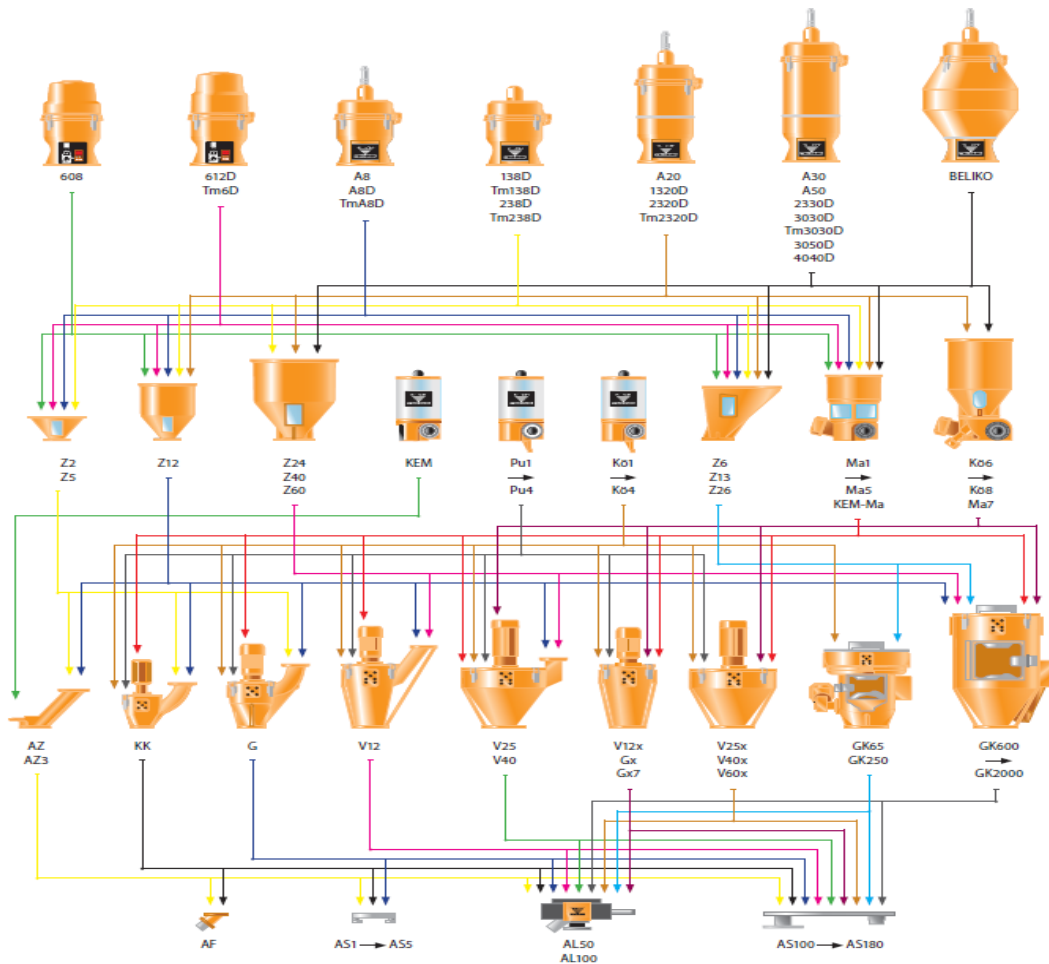 608
612D
Tm6D
A8
A8D
TmA8D
138D
Tm138D
238D
Tm238D
A20
1320D
2320D
Tm2320D
A30
A50
2330D
3030D
Tm3030D
3050D
4040D
BELIKO
Z2
Z5
Z12
Z24
Z40
Z60
KEM
Pu1
Pu4
Kö1
Kö4
Z6
Z13
Z26
Ma1
Ma5
KEM-Ma
Kö6
Kö8
Ma7
AZ
AZ3
KK
G
V12
V25
V40
V12x
Gx
Gx7
V25x
V40x
V60x
GK65
GK250
GK600
GK2000
AF
AS1 → AS5
AL50
AL100
AS100 → AS180